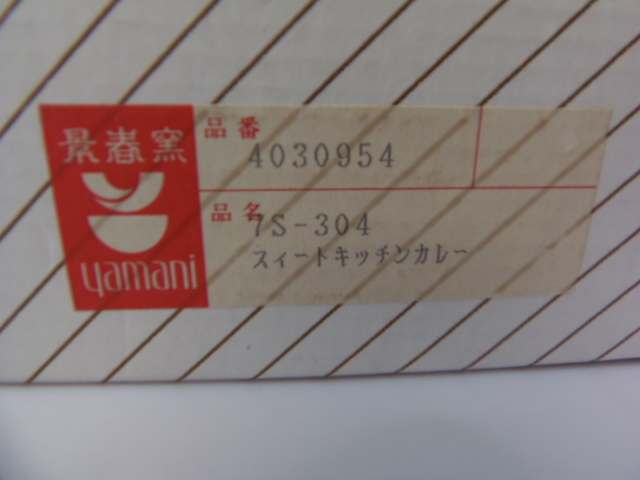 景春窯
yamani
品番
4030954
品名
7S-304
スィートキッチンカレー